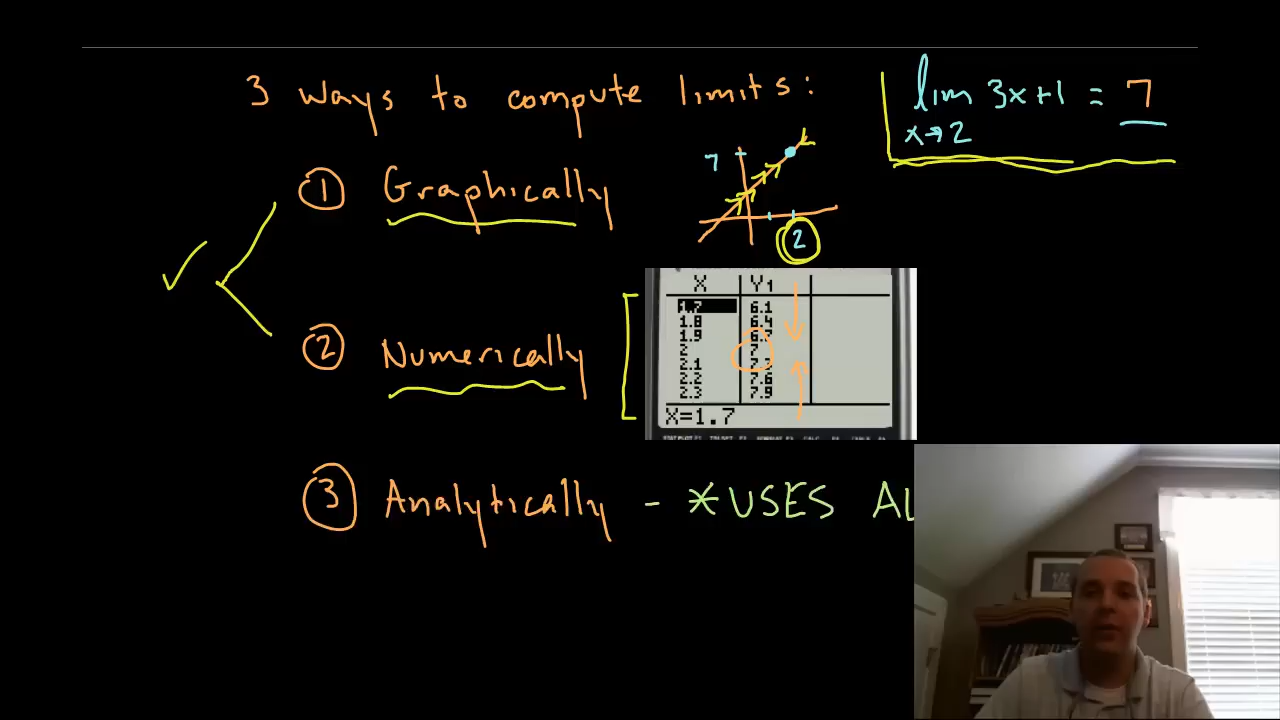 3 ways to compute limits:
lim 3x+1 = 7
x→2
7
① Graphically
2
X Y1
1.7 6.1
1.8 6.4
1.9 6.7
2 7
2.1 7.3
2.2 7.6
2.3 7.9
X=1.7
② Numerically
③ Analytically - *USES